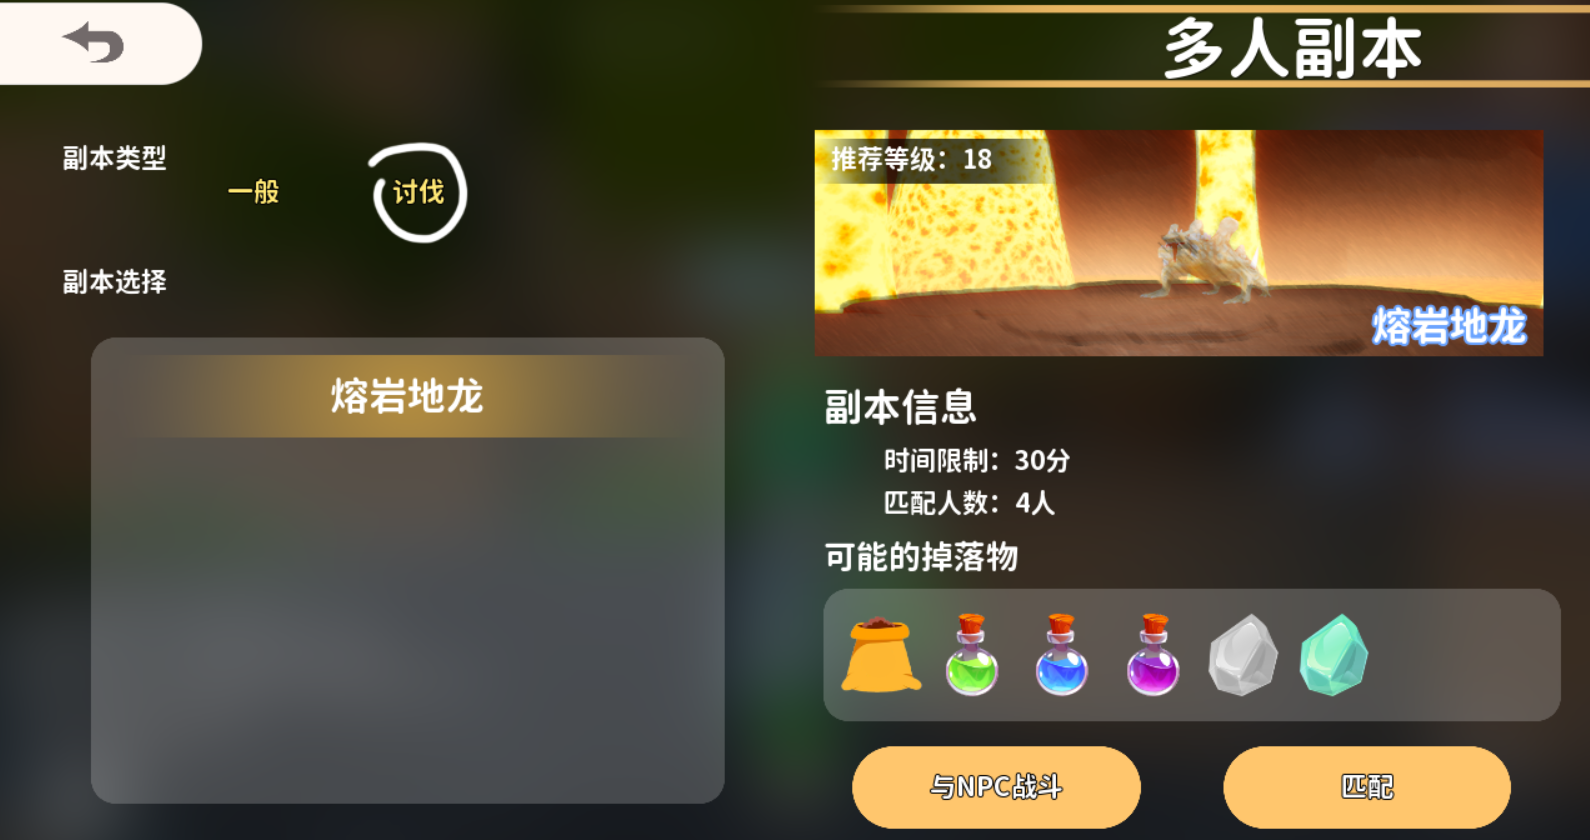 多人副本
副本类型
一般
讨伐
副本选择
熔岩地龙
推荐等级：18
熔岩地龙
副本信息
时间限制：30分
匹配人数：4人
可能的掉落物
与NPC战斗
匹配